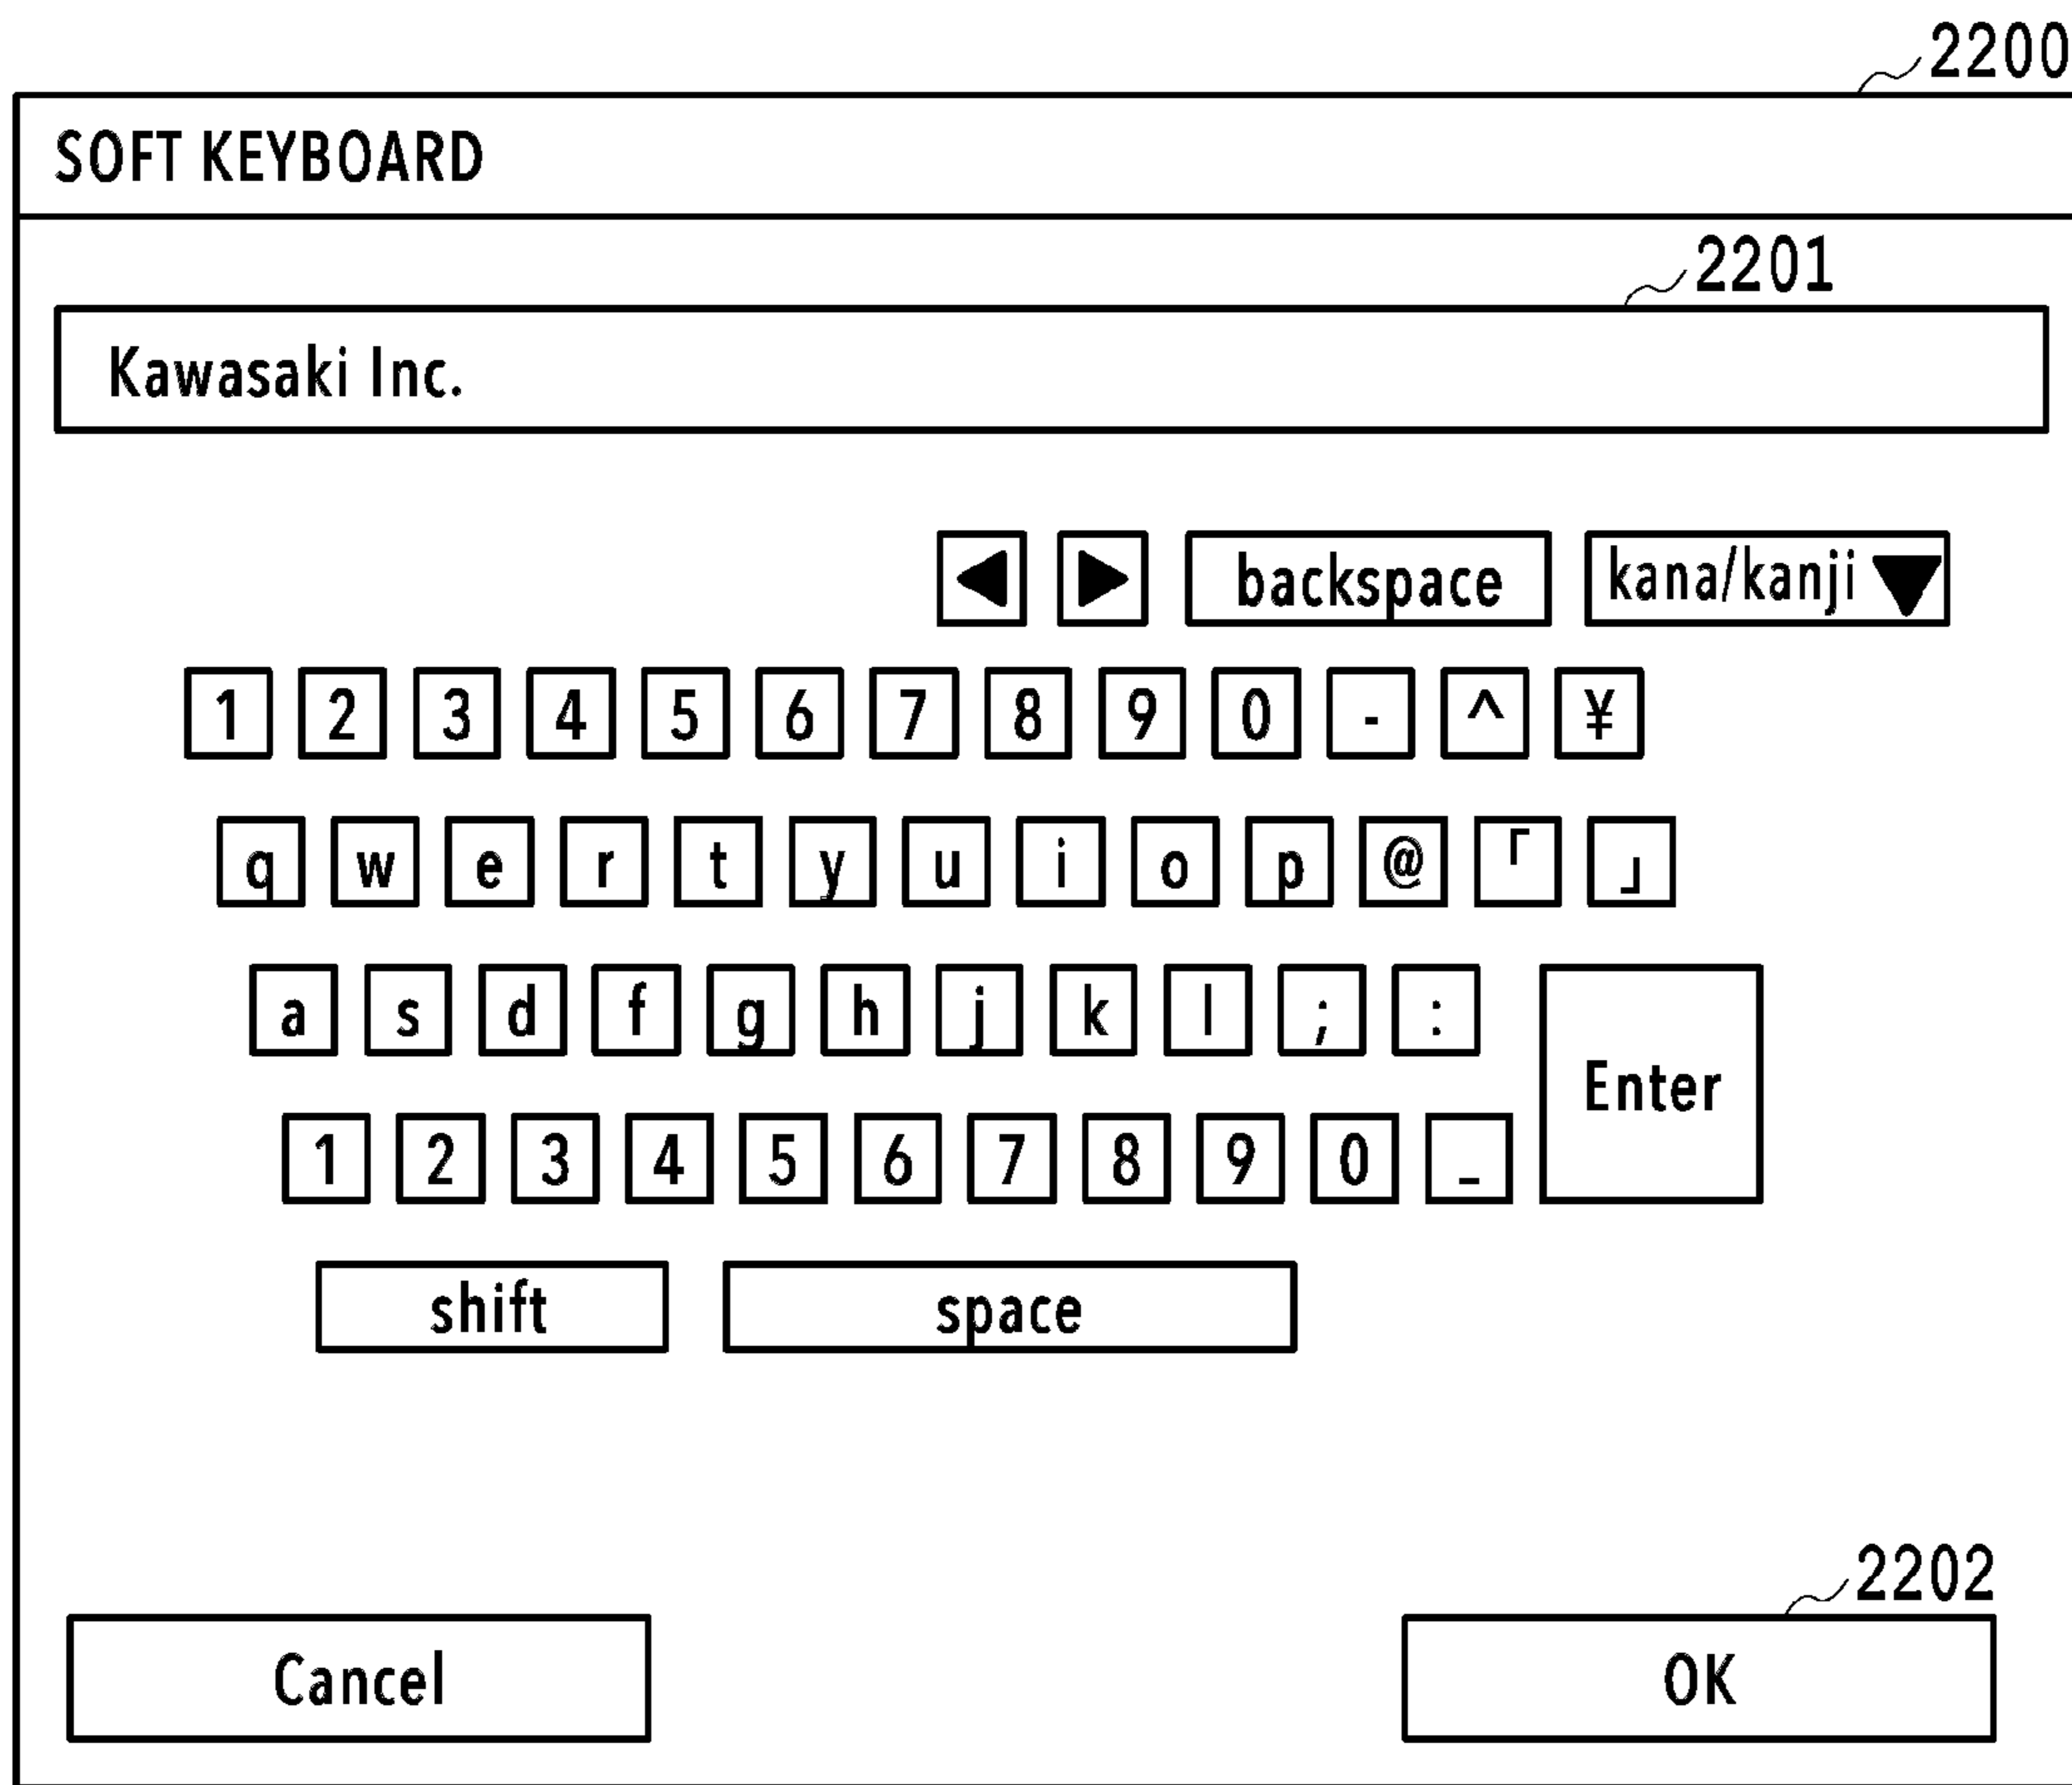 2200
SOFT KEYBOARD
2201
Kawasaki Inc.
◀ ▶ backspace kana/kanji ▼
1 2 3 4 5 6 7 8 9 0 - ^ ¥
q w e r t y u i o p @ 「 」
a s d f g h j k l ; :
Enter
1 2 3 4 5 6 7 8 9 0 _
shift space
2202
Cancel OK